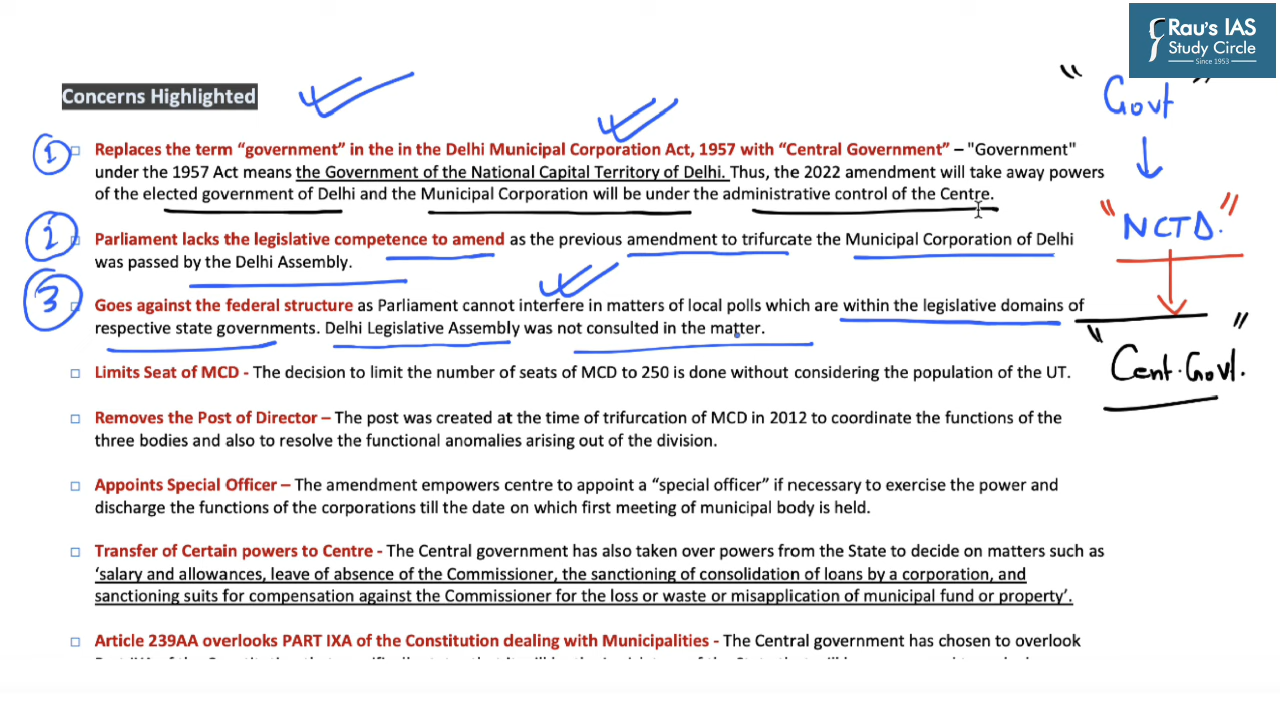 Rau's IAS
Study Circle
Since 1953
Concerns Highlighted
" Govt "
1
Replaces the term “government” in the in the Delhi Municipal Corporation Act, 1957 with “Central Government” – "Government"
under the 1957 Act means the Government of the National Capital Territory of Delhi. Thus, the 2022 amendment will take away powers
of the elected government of Delhi and the Municipal Corporation will be under the administrative control of the Centre.
"NCTD."
2
Parliament lacks the legislative competence to amend as the previous amendment to trifurcate the Municipal Corporation of Delhi
was passed by the Delhi Assembly.
3
Goes against the federal structure as Parliament cannot interfere in matters of local polls which are within the legislative domains of
respective state governments. Delhi Legislative Assembly was not consulted in the matter.
"Cent. Govt."
Limits Seat of MCD - The decision to limit the number of seats of MCD to 250 is done without considering the population of the UT.
Removes the Post of Director – The post was created at the time of trifurcation of MCD in 2012 to coordinate the functions of the
three bodies and also to resolve the functional anomalies arising out of the division.
Appoints Special Officer – The amendment empowers centre to appoint a “special officer” if necessary to exercise the power and
discharge the functions of the corporations till the date on which first meeting of municipal body is held.
Transfer of Certain powers to Centre - The Central government has also taken over powers from the State to decide on matters such as
‘salary and allowances, leave of absence of the Commissioner, the sanctioning of consolidation of loans by a corporation, and
sanctioning suits for compensation against the Commissioner for the loss or waste or misapplication of municipal fund or property’.
Article 239AA overlooks PART IXA of the Constitution dealing with Municipalities - The Central government has chosen to overlook